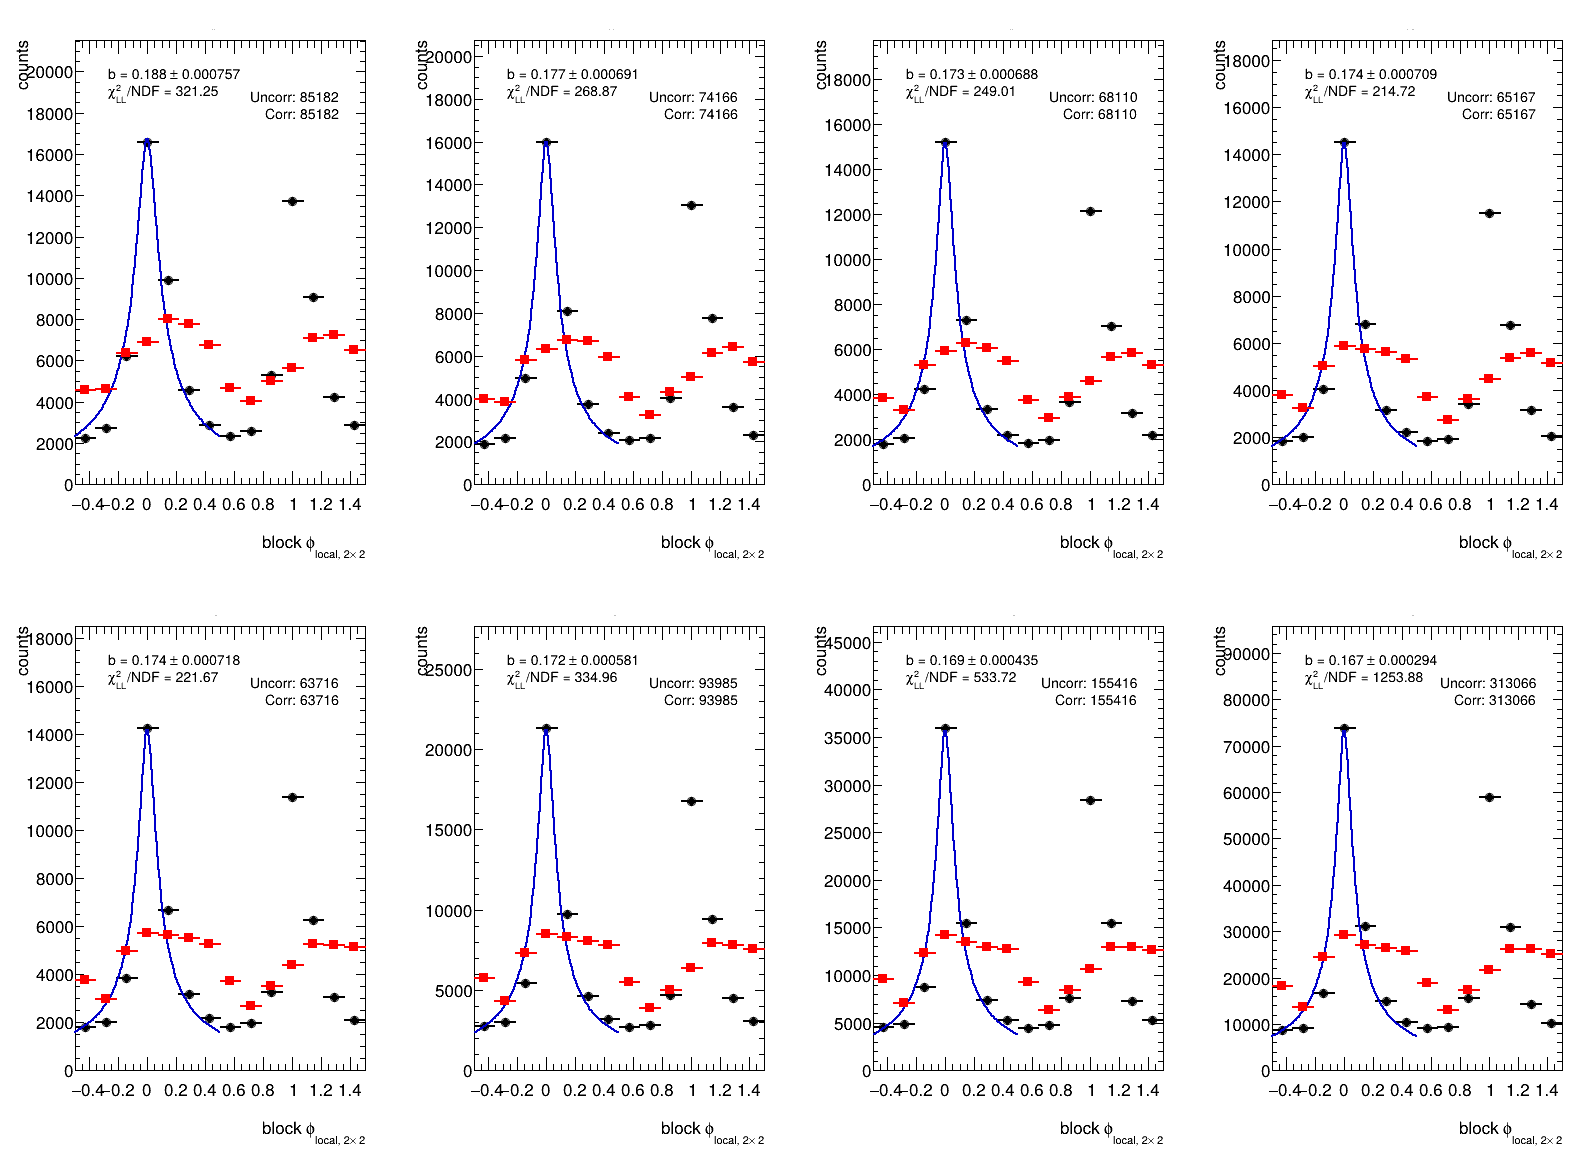 counts
b = 0.188 ± 0.000757
χ²LL/NDF = 321.25
Uncorr: 85182
Corr: 85182
20000
18000
16000
14000
12000
10000
8000
6000
4000
2000
0
−0.4 −0.2 0 0.2 0.4 0.6 0.8 1 1.2 1.4
block ϕlocal, 2×2
counts
b = 0.177 ± 0.000691
χ²LL/NDF = 268.87
Uncorr: 74166
Corr: 74166
20000
18000
16000
14000
12000
10000
8000
6000
4000
2000
0
−0.4 −0.2 0 0.2 0.4 0.6 0.8 1 1.2 1.4
block ϕlocal, 2×2
counts
b = 0.173 ± 0.000688
χ²LL/NDF = 249.01
Uncorr: 68110
Corr: 68110
18000
16000
14000
12000
10000
8000
6000
4000
2000
0
−0.4 −0.2 0 0.2 0.4 0.6 0.8 1 1.2 1.4
block ϕlocal, 2×2
counts
b = 0.174 ± 0.000709
χ²LL/NDF = 214.72
Uncorr: 65167
Corr: 65167
18000
16000
14000
12000
10000
8000
6000
4000
2000
0
−0.4 −0.2 0 0.2 0.4 0.6 0.8 1 1.2 1.4
block ϕlocal, 2×2
counts
b = 0.174 ± 0.000718
χ²LL/NDF = 221.67
Uncorr: 63716
Corr: 63716
18000
16000
14000
12000
10000
8000
6000
4000
2000
0
−0.4 −0.2 0 0.2 0.4 0.6 0.8 1 1.2 1.4
block ϕlocal, 2×2
counts
b = 0.172 ± 0.000581
χ²LL/NDF = 334.96
Uncorr: 93985
Corr: 93985
25000
20000
15000
10000
5000
0
−0.4 −0.2 0 0.2 0.4 0.6 0.8 1 1.2 1.4
block ϕlocal, 2×2
counts
b = 0.169 ± 0.000435
χ²LL/NDF = 533.72
Uncorr: 155416
Corr: 155416
45000
40000
35000
30000
25000
20000
15000
10000
5000
0
−0.4 −0.2 0 0.2 0.4 0.6 0.8 1 1.2 1.4
block ϕlocal, 2×2
counts
b = 0.167 ± 0.000294
χ²LL/NDF = 1253.88
Uncorr: 313066
Corr: 313066
90000
80000
70000
60000
50000
40000
30000
20000
10000
0
−0.4 −0.2 0 0.2 0.4 0.6 0.8 1 1.2 1.4
block ϕlocal, 2×2